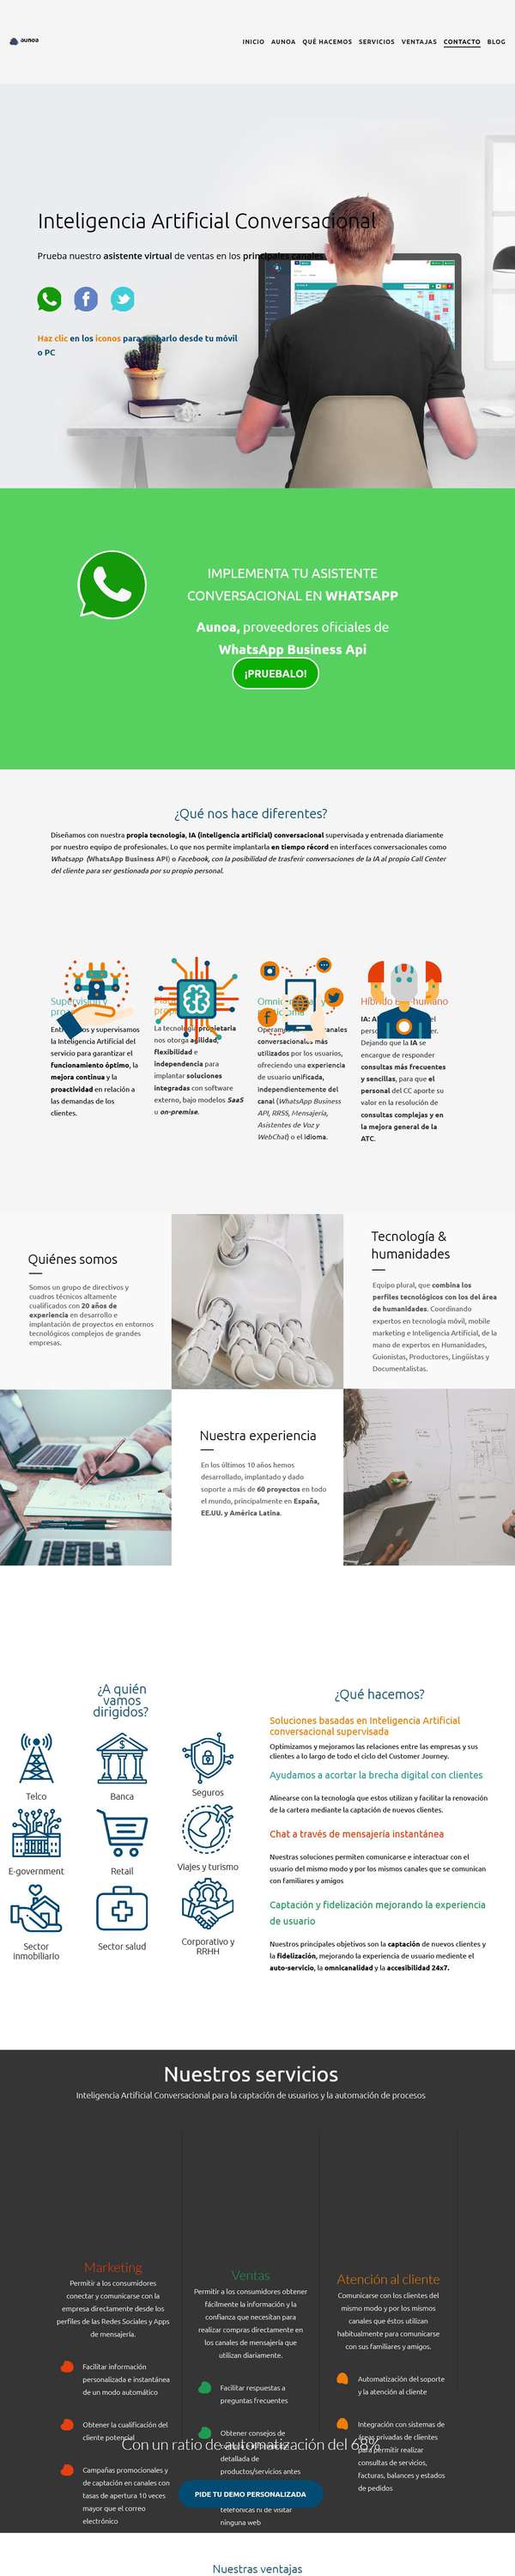 aunoa
INICIO AUNOA QUÉ HACEMOS SERVICIOS VENTAJAS CONTACTO BLOG
Inteligencia Artificial Conversacional
Prueba nuestro asistente virtual de ventas en los principales canales
Haz clic en los iconos para probarlo desde tu móvil
o PC
IMPLEMENTA TU ASISTENTE
CONVERSACIONAL EN WHATSAPP
Aunoa, proveedores oficiales de
WhatsApp Business Api
¡PRUEBALO!
¿Qué nos hace diferentes?
Diseñamos con nuestra propia tecnología, IA (inteligencia artificial) conversacional supervisada y entrenada diariamente
por nuestro equipo de profesionales. Lo que nos permite implantarla en tiempo récord en interfaces conversacionales como
Whatsapp (WhatsApp Business API) o Facebook, con la posibilidad de trasferir conversaciones de la IA al propio Call Center
del cliente para ser gestionada por su propio personal.
y supervisamos
la Inteligencia Artificial del
servicio para garantizar el
funcionamiento óptimo, la
mejora continua y la
proactividad en relación a
las demandas de los
clientes.
La tecnología propietaria
nos otorga agilidad,
flexibilidad e
independencia para
implantar soluciones
integradas con software
externo, bajo modelos SaaS
u on-premise.
canales
conversacionales más
utilizados por los usuarios,
ofreciendo una experiencia
de usuario unificada,
independientemente del
canal (WhatsApp Business
API, RRSS, Mensajería,
Asistentes de Voz y
WebChat) o el idioma.
Híbrido humano
IA:
Dejando que la IA se
encargue de responder
consultas más frecuentes
y sencillas, para que el
personal del CC aporte su
valor en la resolución de
consultas complejas y en
la mejora general de la
ATC.
Quiénes somos
Somos un grupo de directivos y
cuadros técnicos altamente
cualificados con 20 años de
experiencia en desarrollo e
implantación de proyectos en entornos
tecnológicos complejos de grandes
empresas.
Tecnología &
humanidades
Equipo plural, que combina los
perfiles tecnológicos con los del área
de humanidades. Coordinando
expertos en tecnología móvil, mobile
marketing e Inteligencia Artificial, de la
mano de expertos en Humanidades,
Guionistas, Productores, Lingüistas y
Documentalistas.
Nuestra experiencia
En los últimos 10 años hemos
desarrollado, implantado y dado
soporte a más de 60 proyectos en todo
el mundo, principalmente en España,
EE.UU. y América Latina.
¿A quién
vamos
dirigidos?
Telco
Banca
Seguros
E-government
Retail
Viajes y turismo
Sector
inmobiliario
Sector salud
Corporativo y
RRHH
¿Qué hacemos?
Soluciones basadas en Inteligencia Artificial
conversacional supervisada
Optimizamos y mejoramos las relaciones entre las empresas y sus
clientes a lo largo de todo el ciclo del Customer Journey.
Ayudamos a acortar la brecha digital con clientes
Alinearse con la tecnología que estos utilizan y facilitar la renovación
de la cartera mediante la captación de nuevos clientes.
Chat a través de mensajería instantánea
Nuestras soluciones permiten comunicarse e interactuar con el
usuario del mismo modo y por los mismos canales que se comunican
con familiares y amigos
Captación y fidelización mejorando la experiencia
de usuario
Nuestros principales objetivos son la captación de nuevos clientes y
la fidelización, mejorando la experiencia de usuario mediante el
auto-servicio, la omnicanalidad y la accesibilidad 24x7.
Nuestros servicios
Inteligencia Artificial Conversacional para la captación de usuarios y la automación de procesos
Marketing
Permitir a los consumidores
conectar y comunicarse con la
empresa directamente desde los
perfiles de las Redes Sociales y Apps
de mensajería.
Facilitar información
personalizada e instantánea
de un modo automático
Obtener la cualificación del
cliente potencial
Campañas promocionales y
de captación en canales con
tasas de apertura 10 veces
mayor que el correo
electrónico
Ventas
Permitir a los consumidores obtener
fácilmente la información y la
confianza que necesitan para
realizar compras directamente en
los canales de mensajería que
utilizan diariamente.
Facilitar respuestas a
preguntas frecuentes
Obtener consejos de
detallada de
productos/servicios antes
telefónicas ni de visitar
ninguna web
Atención al cliente
Comunicarse con los clientes del
mismo modo y por los mismos
canales que éstos utilizan
habitualmente para comunicarse
con sus familiares y amigos.
Automatización del soporte
y la atención al cliente
Integración con sistemas de
áreas privadas de clientes
para permitir realizar
consultas de servicios,
facturas, balances y estados
de pedidos
Con un ratio de automatización del 68%
PIDE TU DEMO PERSONALIZADA
Nuestras ventajas